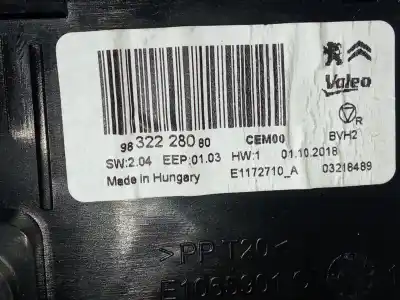 Valeo
R
98 322 280 80 CEM00 BVH2
SW:2.04 EEP:01.03 HW:1 01.10.2018
Made in Hungary E1172710_A 03218489
>PP T20<